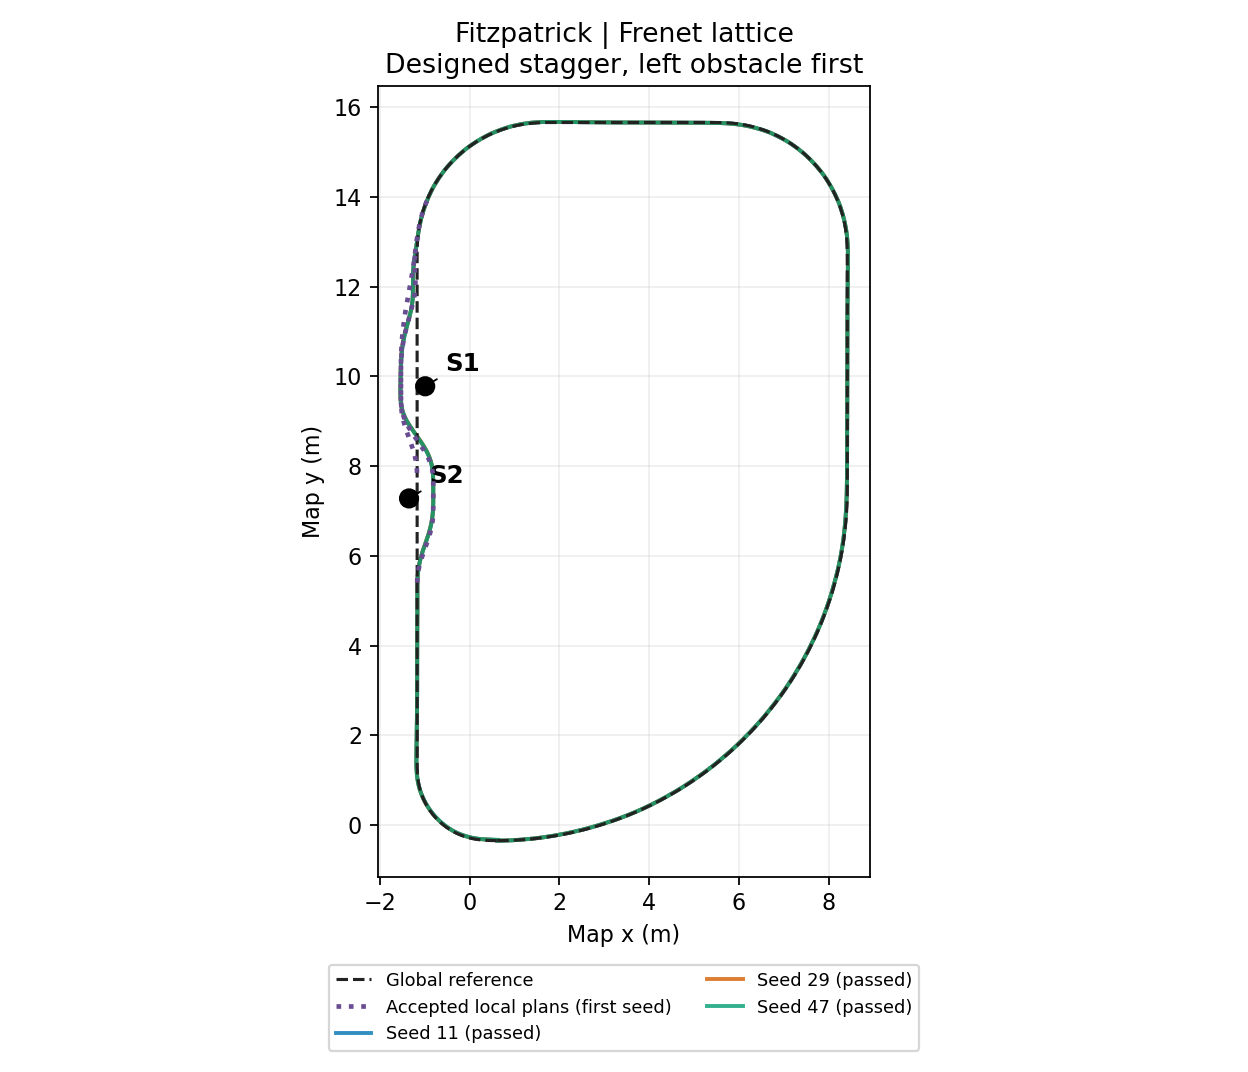 Fitzpatrick | Frenet lattice
Designed stagger, left obstacle first
16
14
12
10
8
6
4
2
0
Map y (m)
S1
S2
−2 0 2 4 6 8
Map x (m)
Global reference
Accepted local plans (first seed)
Seed 11 (passed)
Seed 29 (passed)
Seed 47 (passed)